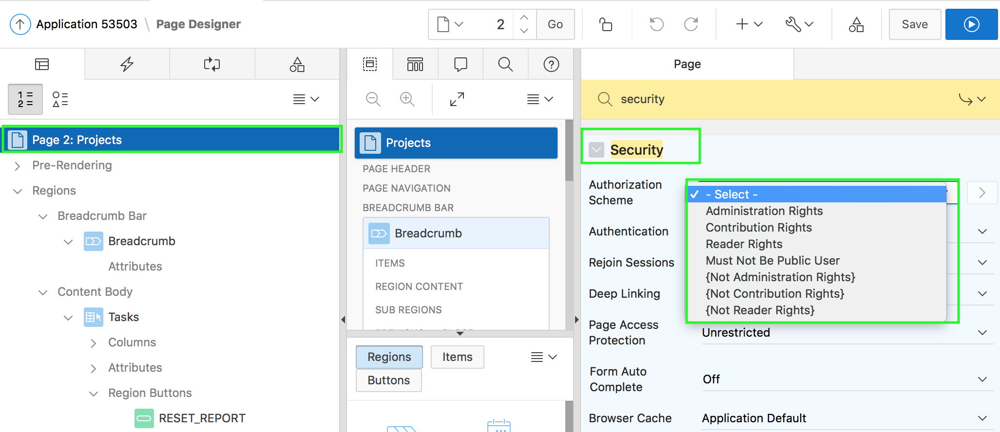 Application 53503 \ Page Designer
2
Go
Save
1
2
Page 2: Projects
Pre-Rendering
Regions
Breadcrumb Bar
Breadcrumb
Attributes
Content Body
Tasks
Columns
Attributes
Region Buttons
RESET_REPORT
Projects
PAGE HEADER
PAGE NAVIGATION
BREADCRUMB BAR
Breadcrumb
ITEMS
REGION CONTENT
SUB REGIONS
Regions
Items
Buttons
Page
security
Security
Authorization
Scheme
- Select -
Administration Rights
Contribution Rights
Reader Rights
Must Not Be Public User
{Not Administration Rights}
{Not Contribution Rights}
{Not Reader Rights}
Authentication
Rejoin Sessions
Deep Linking
Page Access
Protection
Unrestricted
Form Auto
Complete
Off
Browser Cache
Application Default